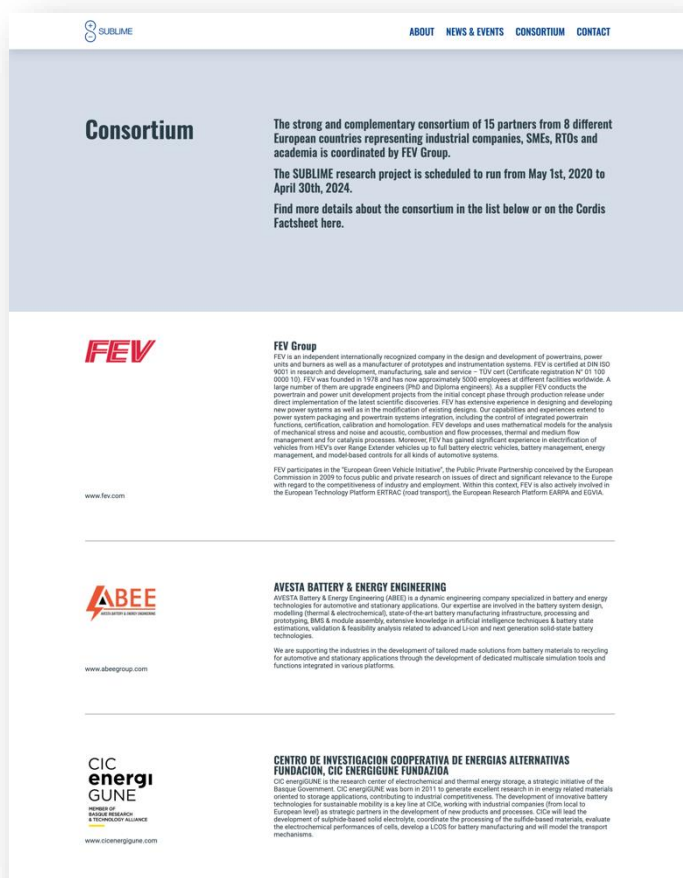 SUBLIME
ABOUT NEWS & EVENTS CONSORTIUM CONTACT
Consortium
The strong and complementary consortium of 15 partners from 8 different
European countries representing industrial companies, SMEs, RTOs and
academia is coordinated by FEV Group.
The SUBLIME research project is scheduled to run from May 1st, 2020 to
April 30th, 2024.
Find more details about the consortium in the list below or on the Cordis
Factsheet here.
FEV
FEV Group
FEV is an independent internationally recognized company in the design and development of powertrains, power
units and burners as well as a manufacturer of prototypes and instrumentation systems. FEV is certified at DIN ISO
9001 in research and development, manufacturing, sale and service – TÜV cert (Certificate registration N° 01 100
0000 10). FEV was founded in 1978 and has now approximately 5000 employees at different facilities worldwide. A
large number of them are upgrade engineers (PhD and Diploma engineers). As a supplier FEV conducts the
powertrain and power unit development projects from the initial concept phase through production release under
direct implementation of the latest scientific discoveries. FEV has extensive experience in designing and developing
new power systems as well as in the modification of existing designs. Our capabilities and experiences extend to
power system packaging and powertrain systems integration, including the control of integrated powertrain
functions, certification, calibration and homologation. FEV develops and uses mathematical models for the analysis
of mechanical stress and noise and acoustic, combustion and flow processes, thermal and medium flow
management and for catalysis processes. Moreover, FEV has gained significant experience in electrification of
vehicles from HEV's over Range Extender vehicles up to full battery electric vehicles, battery management, energy
management, and model-based controls for all kinds of automotive systems.
FEV participates in the "European Green Vehicle Initiative", the Public Private Partnership conceived by the European
Commission in 2009 to focus public and private research on issues of direct and significant relevance to the Europe
with regard to the competitiveness of industry and employment. Within this context, FEV is also actively involved in
the European Technology Platform ERTRAC (road transport), the European Research Platform EARPA and EGVIA.
www.fev.com
ABEE
AVESTA BATTERY & ENERGY ENGINEERING
AVESTA BATTERY & ENERGY ENGINEERING
AVESTA Battery & Energy Engineering (ABEE) is a dynamic engineering company specialized in battery and energy
technologies for automotive and stationary applications. Our expertise are involved in the battery system design,
modelling (thermal & electrochemical), state-of-the-art battery manufacturing infrastructure, processing and
prototyping, BMS & module assembly, extensive knowledge in artificial intelligence techniques & battery state
estimations, validation & feasibility analysis related to advanced Li-ion and next generation solid-state battery
technologies.
We are supporting the industries in the development of tailored made solutions from battery materials to recycling
for automotive and stationary applications through the development of dedicated multiscale simulation tools and
functions integrated in various platforms.
www.abeegroup.com
CIC
energi
GUNE
MEMBER OF
BASQUE RESEARCH
& TECHNOLOGY ALLIANCE
CENTRO DE INVESTIGACION COOPERATIVA DE ENERGIAS ALTERNATIVAS
FUNDACION, CIC ENERGIGUNE FUNDAZIOA
CIC energiGUNE is the research center of electrochemical and thermal energy storage, a strategic initiative of the
Basque Government. CIC energiGUNE was born in 2011 to generate excellent research in in energy related materials
oriented to storage applications, contributing to industrial competitiveness. The development of innovative battery
technologies for sustainable mobility is a key line at CICe, working with industrial companies (from local to
European level) as strategic partners in the development of new products and processes. CICe will lead the
development of sulphide-based solid electrolyte, coordinate the processing of the sulfide-based materials, evaluate
the electrochemical performances of cells, develop a LCOS for battery manufacturing and will model the transport
mechanisms.
www.cicenergigune.com